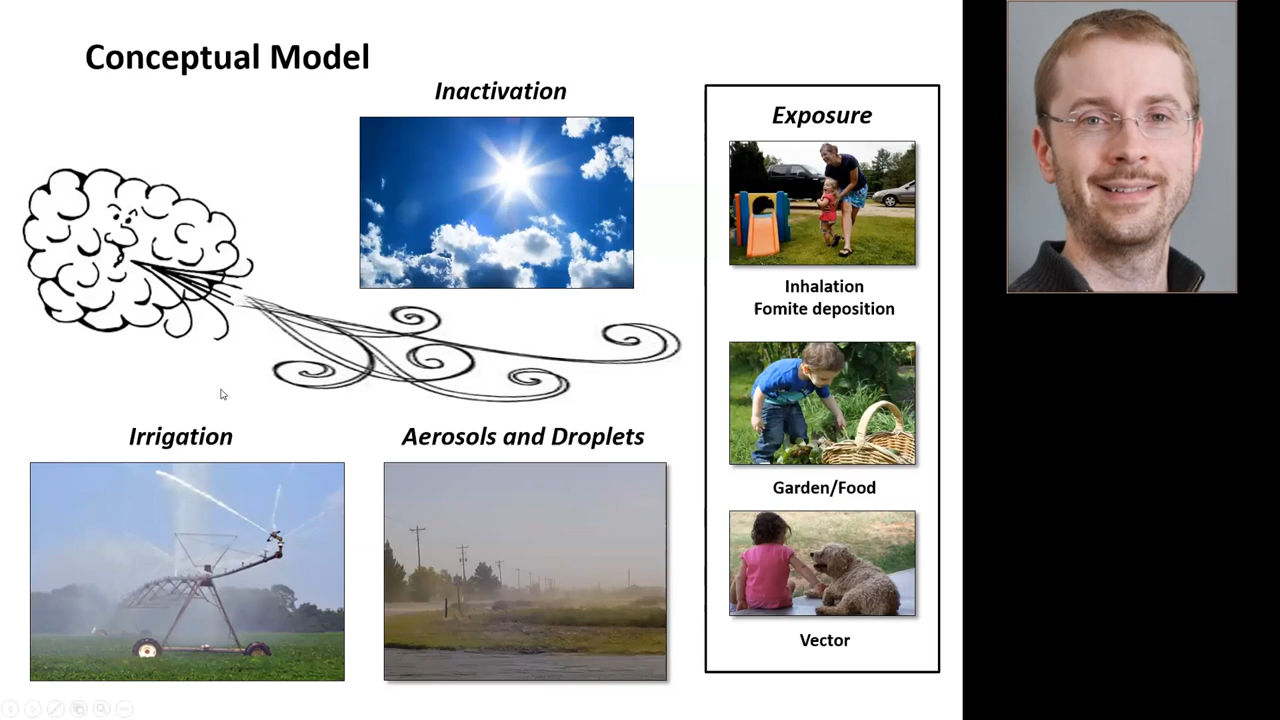 Conceptual Model
Inactivation
Exposure
Inhalation
Fomite deposition
Irrigation
Aerosols and Droplets
Garden/Food
Vector